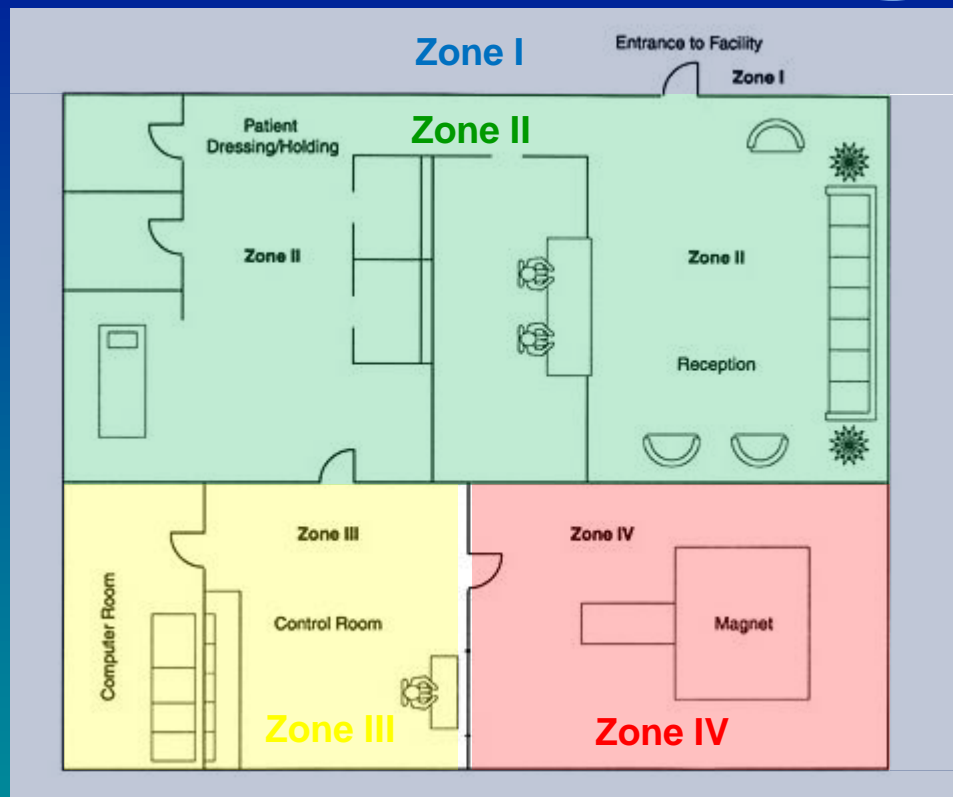 Zone I
Entrance to Facility
Zone I
Patient
Dressing/Holding
Zone II
Zone II
Zone II
Reception
Zone III
Zone IV
Computer Room
Control Room
Magnet
Zone III
Zone IV